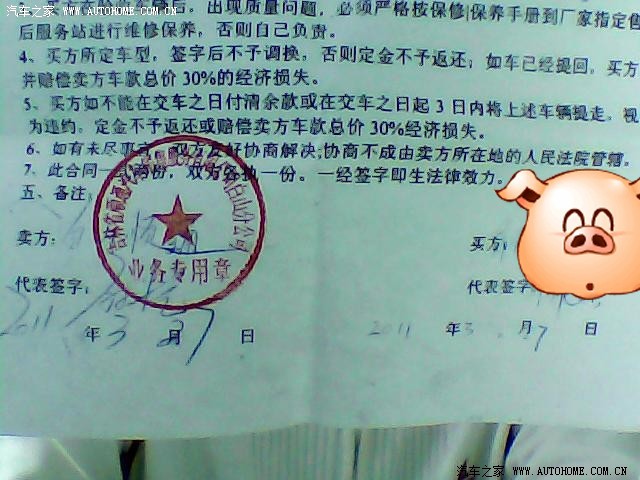 汽车之家 WWW.AUTOHOME.COM.CN
出现质量问题，必须严格按保修|保养手册到厂家指定售
后服务站进行维修保养，否则自己负责。
4、买方所定车型，签字后不予调换，否则定金不予返还；如车已经提回，买方
并赔偿卖方车款总价30%的经济损失。
5、买方如不能在交车之日付清余款或在交车之日起3日内将上述车辆提走，视
为违约，定金不予返还或赔偿卖方车款总价30%经济损失。
6、如有未尽事宜，双方友好协商解决;协商不成由卖方所在地的人民法院管辖。
7、此合同一式两份，双方各执一份。一经签字即生法律效力。
五、备注
卖方：
买方：
业务专用章
代表签字：
代表签字
2011 年 3 月 27 日
2011 年 3 月 27 日
汽车之家 WWW.AUTOHOME.COM.CN